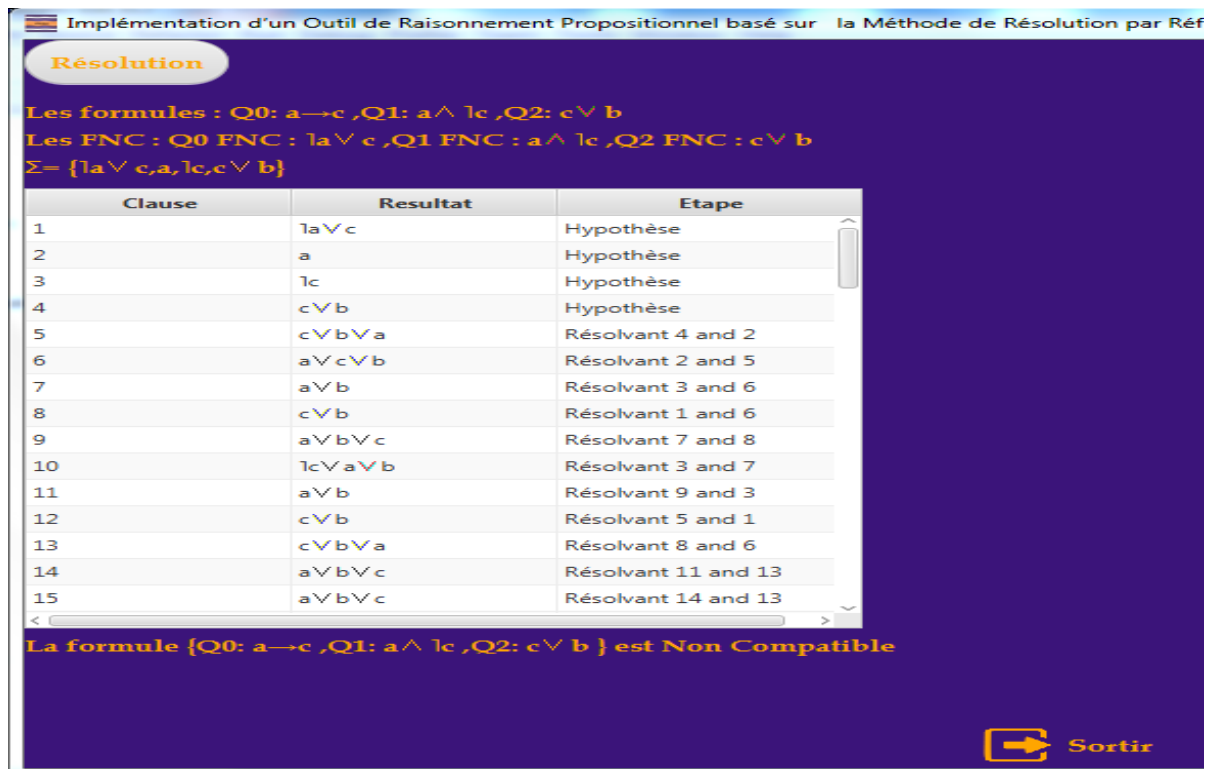 Implémentation d'un Outil de Raisonnement Propositionnel basé sur la Méthode de Résolution par Réf
Résolution
Les formules : Q0: a→c ,Q1: a∧ ⌉c ,Q2: c∨ b
Les FNC : Q0 FNC : ⌉a∨ c ,Q1 FNC : a∧ ⌉c ,Q2 FNC : c∨ b
Σ= {⌉a∨ c,a,⌉c,c∨ b}
Clause Resultat Etape
1 ⌉a∨c Hypothèse
2 a Hypothèse
3 ⌉c Hypothèse
4 c∨b Hypothèse
5 c∨b∨a Résolvant 4 and 2
6 a∨c∨b Résolvant 2 and 5
7 a∨b Résolvant 3 and 6
8 c∨b Résolvant 1 and 6
9 a∨b∨c Résolvant 7 and 8
10 ⌉c∨a∨b Résolvant 3 and 7
11 a∨b Résolvant 9 and 3
12 c∨b Résolvant 5 and 1
13 c∨b∨a Résolvant 8 and 6
14 a∨b∨c Résolvant 11 and 13
15 a∨b∨c Résolvant 14 and 13
La formule {Q0: a→c ,Q1: a∧ ⌉c ,Q2: c∨ b } est Non Compatible
Sortir